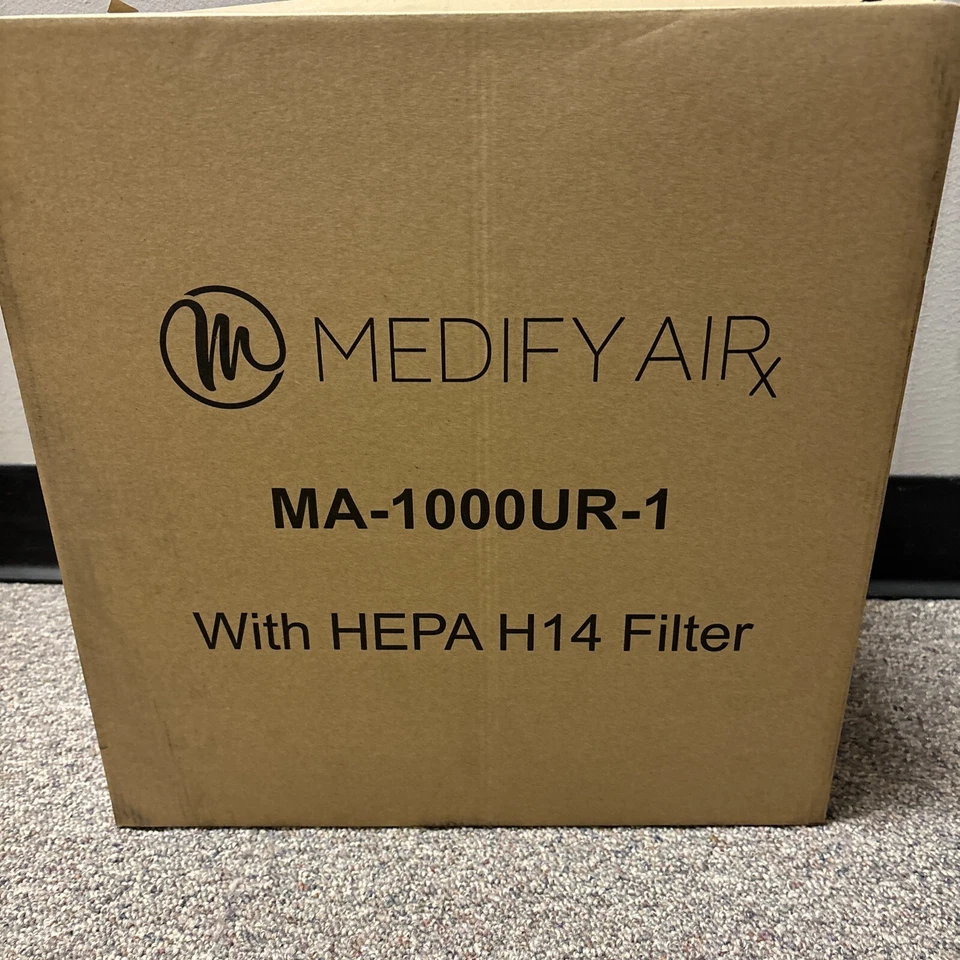 m MEDIFY AIRx
MA-1000UR-1
With HEPA H14 Filter